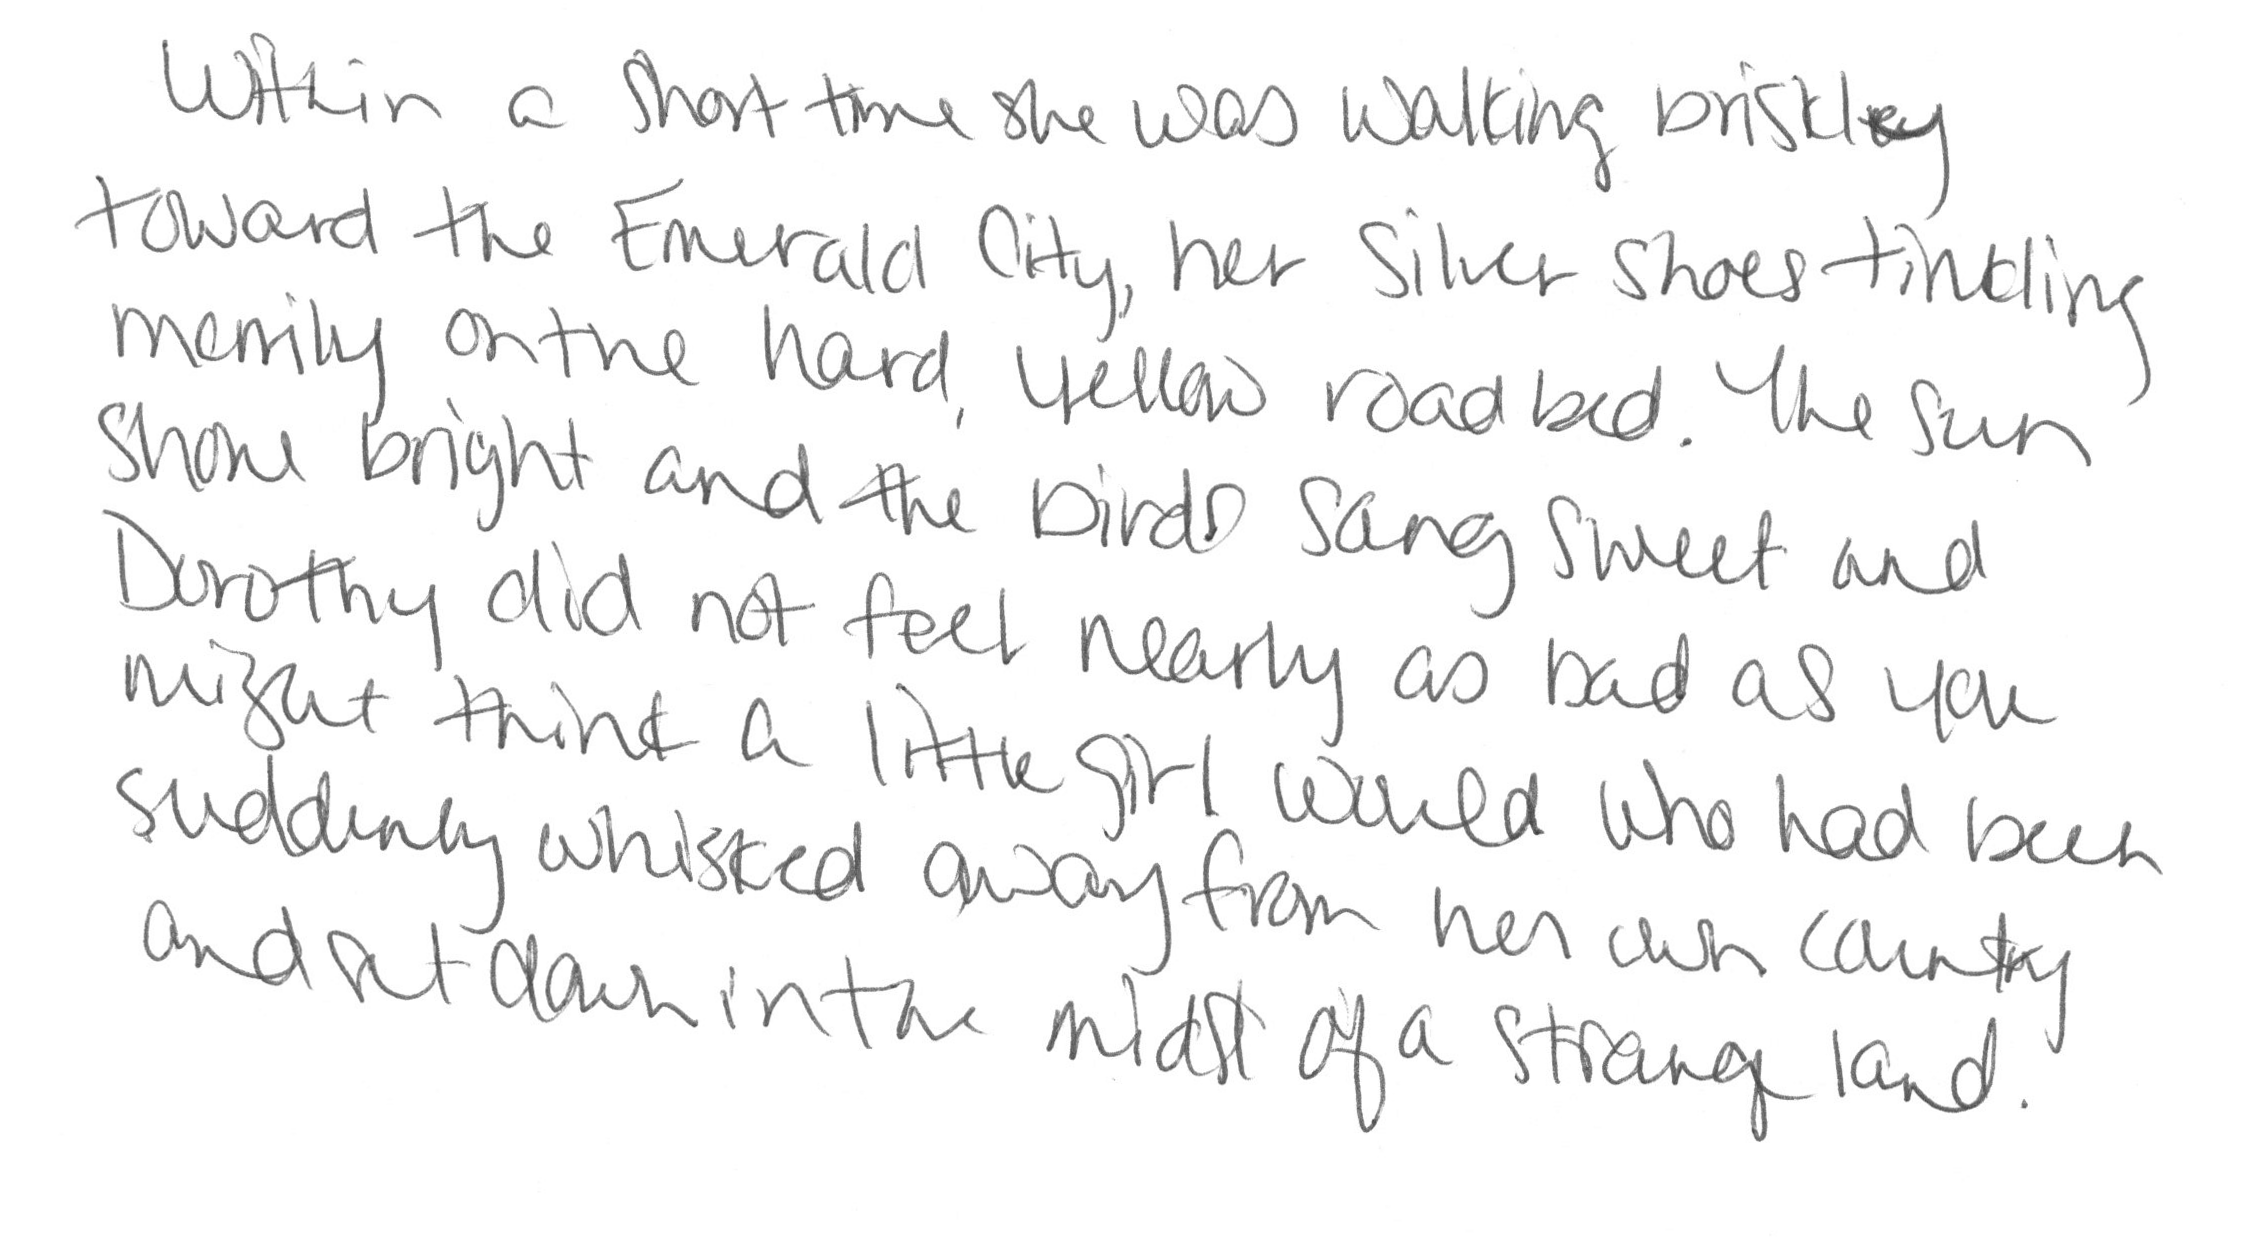 Within a short time she was walking briskley
toward the Emerald City, her Silver Shoes tinkling
merrily on the hard, yellow roadbed. The sun
shone bright and the birds sang sweet and
Dorothy did not feel nearly as bad as you
might think a little girl would who had been
suddenly whisked away from her own country
and set down in the midst of a strange land.